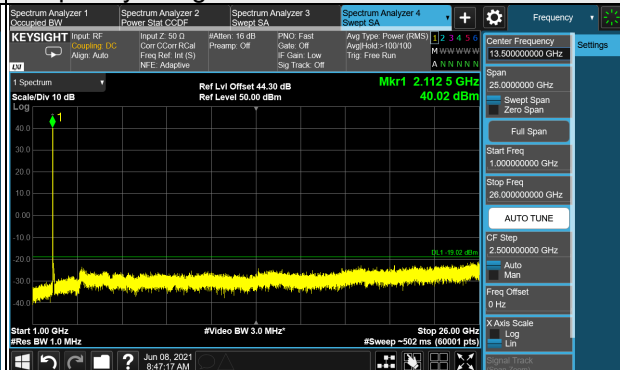 Spectrum Analyzer 1
Occupied BW
Spectrum Analyzer 2
Power Stat CCDF
Spectrum Analyzer 3
Swept SA
Spectrum Analyzer 4
Swept SA
+
Frequency
Settings
KEYSIGHT
LXI
Input: RF
Coupling: DC
Align: Auto
Input Z: 50 Ω
Corr CCorr RCal
Freq Ref: Int (S)
NFE: Adaptive
#Atten: 16 dB
Preamp: Off
PNO: Fast
Gate: Off
IF Gain: Low
Sig Track: Off
Avg Type: Power (RMS)
Avg|Hold:>100/100
Trig: Free Run
1 2 3 4 5 6
M W W W W W
A N N N N N
1 Spectrum
Scale/Div 10 dB
Log
Ref Lvl Offset 44.30 dB
Ref Level 50.00 dBm
Mkr1 2.112 5 GHz
40.02 dBm
1
40.0
30.0
20.0
10.0
0.00
-10.0
-20.0
-30.0
-40.0
DL1 -19.02 dBm
Start 1.00 GHz
#Res BW 1.0 MHz
#Video BW 3.0 MHz*
Stop 26.00 GHz
#Sweep ~502 ms (60001 pts)
?
Jun 08, 2021
8:47:17 AM
Center Frequency
13.500000000 GHz
Span
25.0000000 GHz
Swept Span
Zero Span
Full Span
Start Freq
1.000000000 GHz
Stop Freq
26.000000000 GHz
AUTO TUNE
CF Step
2.500000000 GHz
Auto
Man
Freq Offset
0 Hz
X Axis Scale
Log
Lin
Signal Track